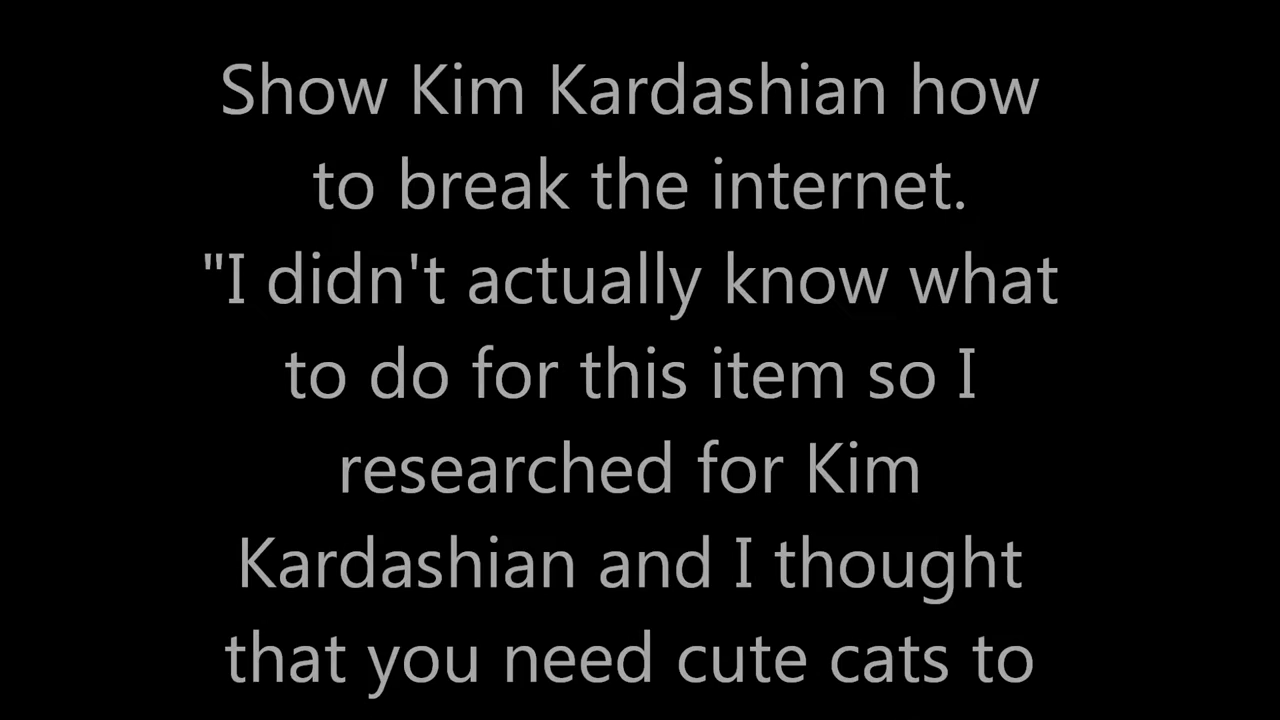 Show Kim Kardashian how
to break the internet.
"I didn't actually know what
to do for this item so I
researched for Kim
Kardashian and I thought
that you need cute cats to